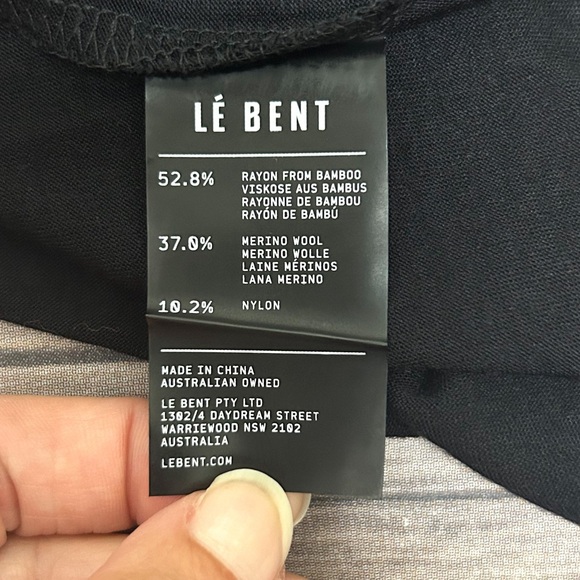 LÉ BENT
52.8% RAYON FROM BAMBOO
VISKOSE AUS BAMBUS
RAYONNE DE BAMBOU
RAYÓN DE BAMBÚ
37.0% MERINO WOOL
MERINO WOLLE
LAINE MÉRINOS
LANA MERINO
10.2% NYLON
MADE IN CHINA
AUSTRALIAN OWNED
LE BENT PTY LTD
1302/4 DAYDREAM STREET
WARRIEWOOD NSW 2102
AUSTRALIA
LEBENT.COM